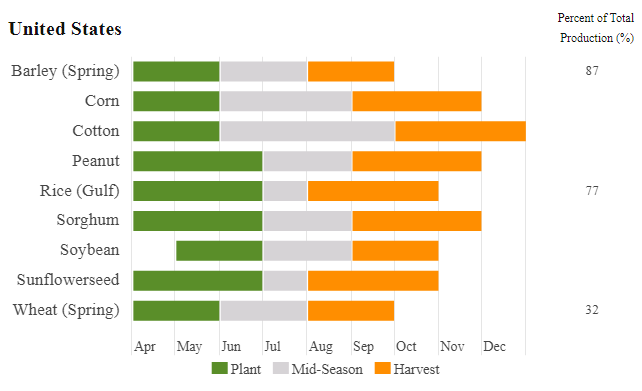 Percent of Total
United States
Production (%)
Barley (Spring) 87
Corn
Cotton
Peanut
Rice (Gulf) 77
Sorghum
Soybean
Sunflowerseed
Wheat (Spring) 32
Apr May Jun Jul Aug Sep Oct Nov Dec
Plant Mid-Season Harvest